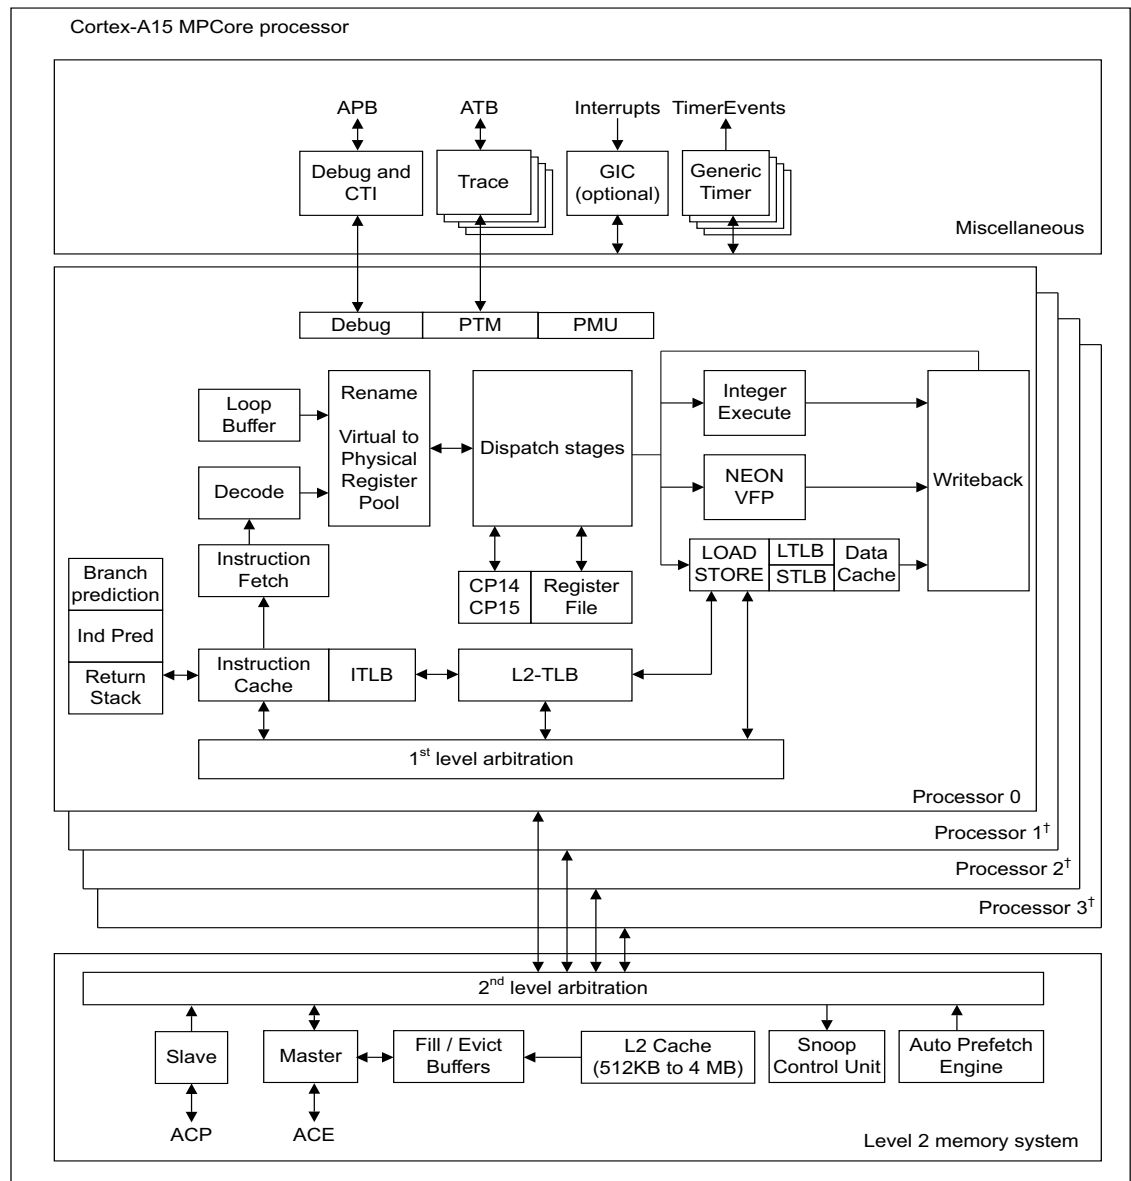 Cortex-A15 MPCore processor
APB
ATB
Interrupts
TimerEvents
Debug and
CTI
Trace
GIC
(optional)
Generic
Timer
Miscellaneous
Debug
PTM
PMU
Loop
Buffer
Rename
Virtual to
Physical
Register
Pool
Dispatch stages
Integer
Execute
Writeback
Decode
NEON
VFP
Instruction
Fetch
LOAD
STORE
LTLB
STLB
Data
Cache
Branch
prediction
Ind Pred
Return
Stack
CP14
CP15
Register
File
Instruction
Cache
ITLB
L2-TLB
1st level arbitration
Processor 0
Processor 1†
Processor 2†
Processor 3†
2nd level arbitration
Slave
Master
Fill / Evict
Buffers
L2 Cache
(512KB to 4 MB)
Snoop
Control Unit
Auto Prefetch
Engine
ACP
ACE
Level 2 memory system